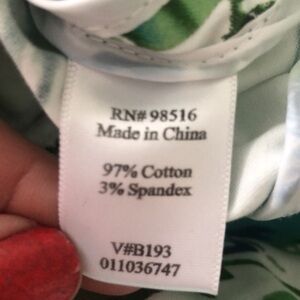 RN# 98516
Made in China
97% Cotton
3% Spandex
V#B193
011036747